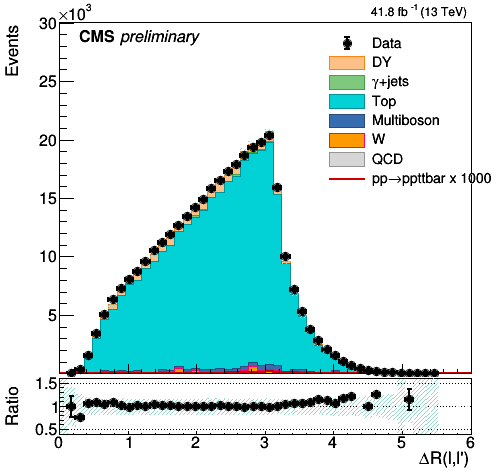 ×10³
41.8 fb⁻¹ (13 TeV)
CMS preliminary
Events
30
25
20
15
10
5
Data
DY
γ+jets
Top
Multiboson
W
QCD
pp→ppttbar x 1000
Ratio
1.5
1
0.5
0 1 2 3 4 5 6
ΔR(l,l')